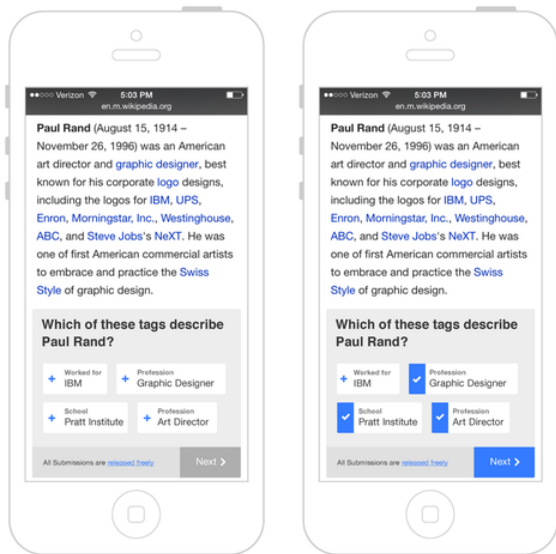 Verizon 5:03 PM
en.m.wikipedia.org
Paul Rand (August 15, 1914 –
November 26, 1996) was an American
art director and graphic designer, best
known for his corporate logo designs,
including the logos for IBM, UPS,
Enron, Morningstar, Inc., Westinghouse,
ABC, and Steve Jobs's NeXT. He was
one of first American commercial artists
to embrace and practice the Swiss
Style of graphic design.
Which of these tags describe
Paul Rand?
Worked for
IBM
Profession
Graphic Designer
School
Pratt Institute
Profession
Art Director
All Submissions are released freely
Next
Verizon 5:03 PM
en.m.wikipedia.org
Paul Rand (August 15, 1914 –
November 26, 1996) was an American
art director and graphic designer, best
known for his corporate logo designs,
including the logos for IBM, UPS,
Enron, Morningstar, Inc., Westinghouse,
ABC, and Steve Jobs's NeXT. He was
one of first American commercial artists
to embrace and practice the Swiss
Style of graphic design.
Which of these tags describe
Paul Rand?
Worked for
IBM
Profession
Graphic Designer
School
Pratt Institute
Profession
Art Director
All Submissions are released freely
Next